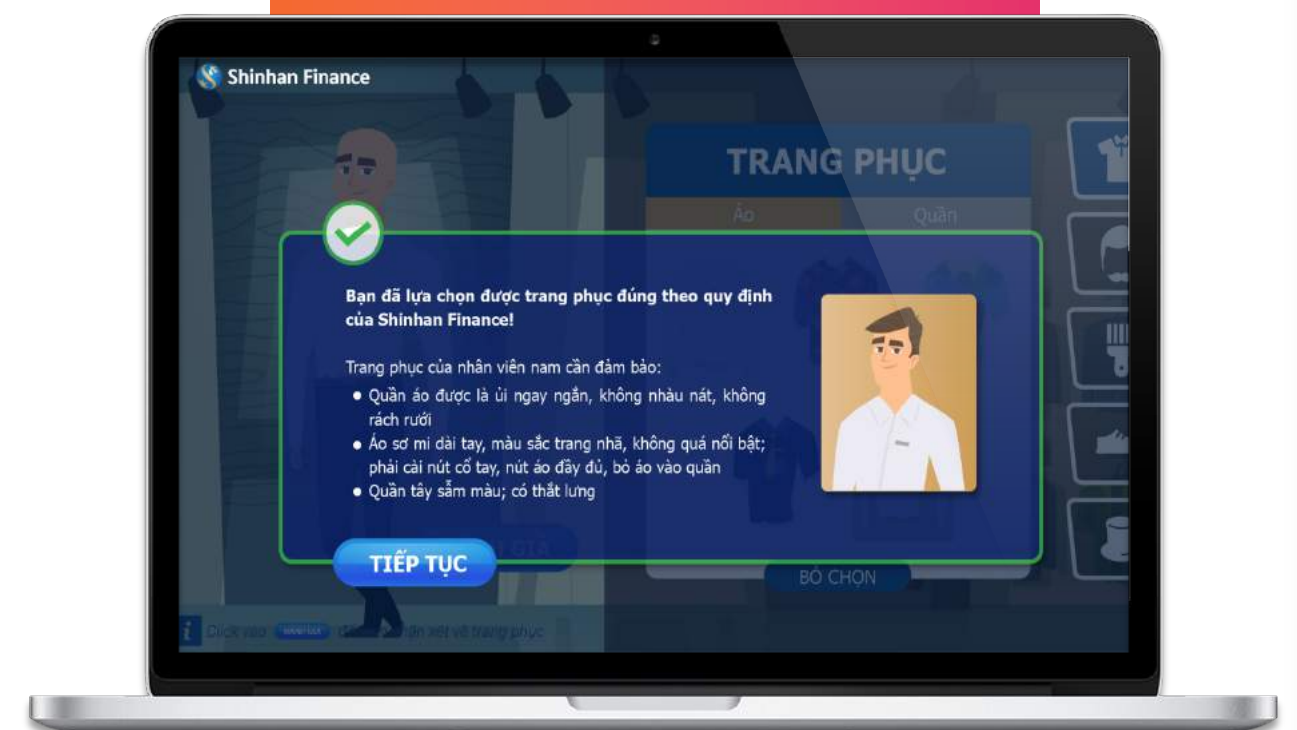 Shinhan Finance
TRANG PHỤC
Áo
Quần
Bạn đã lựa chọn được trang phục đúng theo quy định
của Shinhan Finance!
Trang phục của nhân viên nam cần đảm bảo:
Quần áo được là ủi ngay ngắn, không nhàu nát, không
rách rưới
Áo sơ mi dài tay, màu sắc trang nhã, không quá nổi bật;
phải cài nút cổ tay, nút áo đầy đủ, bỏ áo vào quần
Quần tây sẫm màu; có thắt lưng
TIẾP TỤC
GIÁ
BỎ CHỌN
Click vào
nhận xét về trang phục